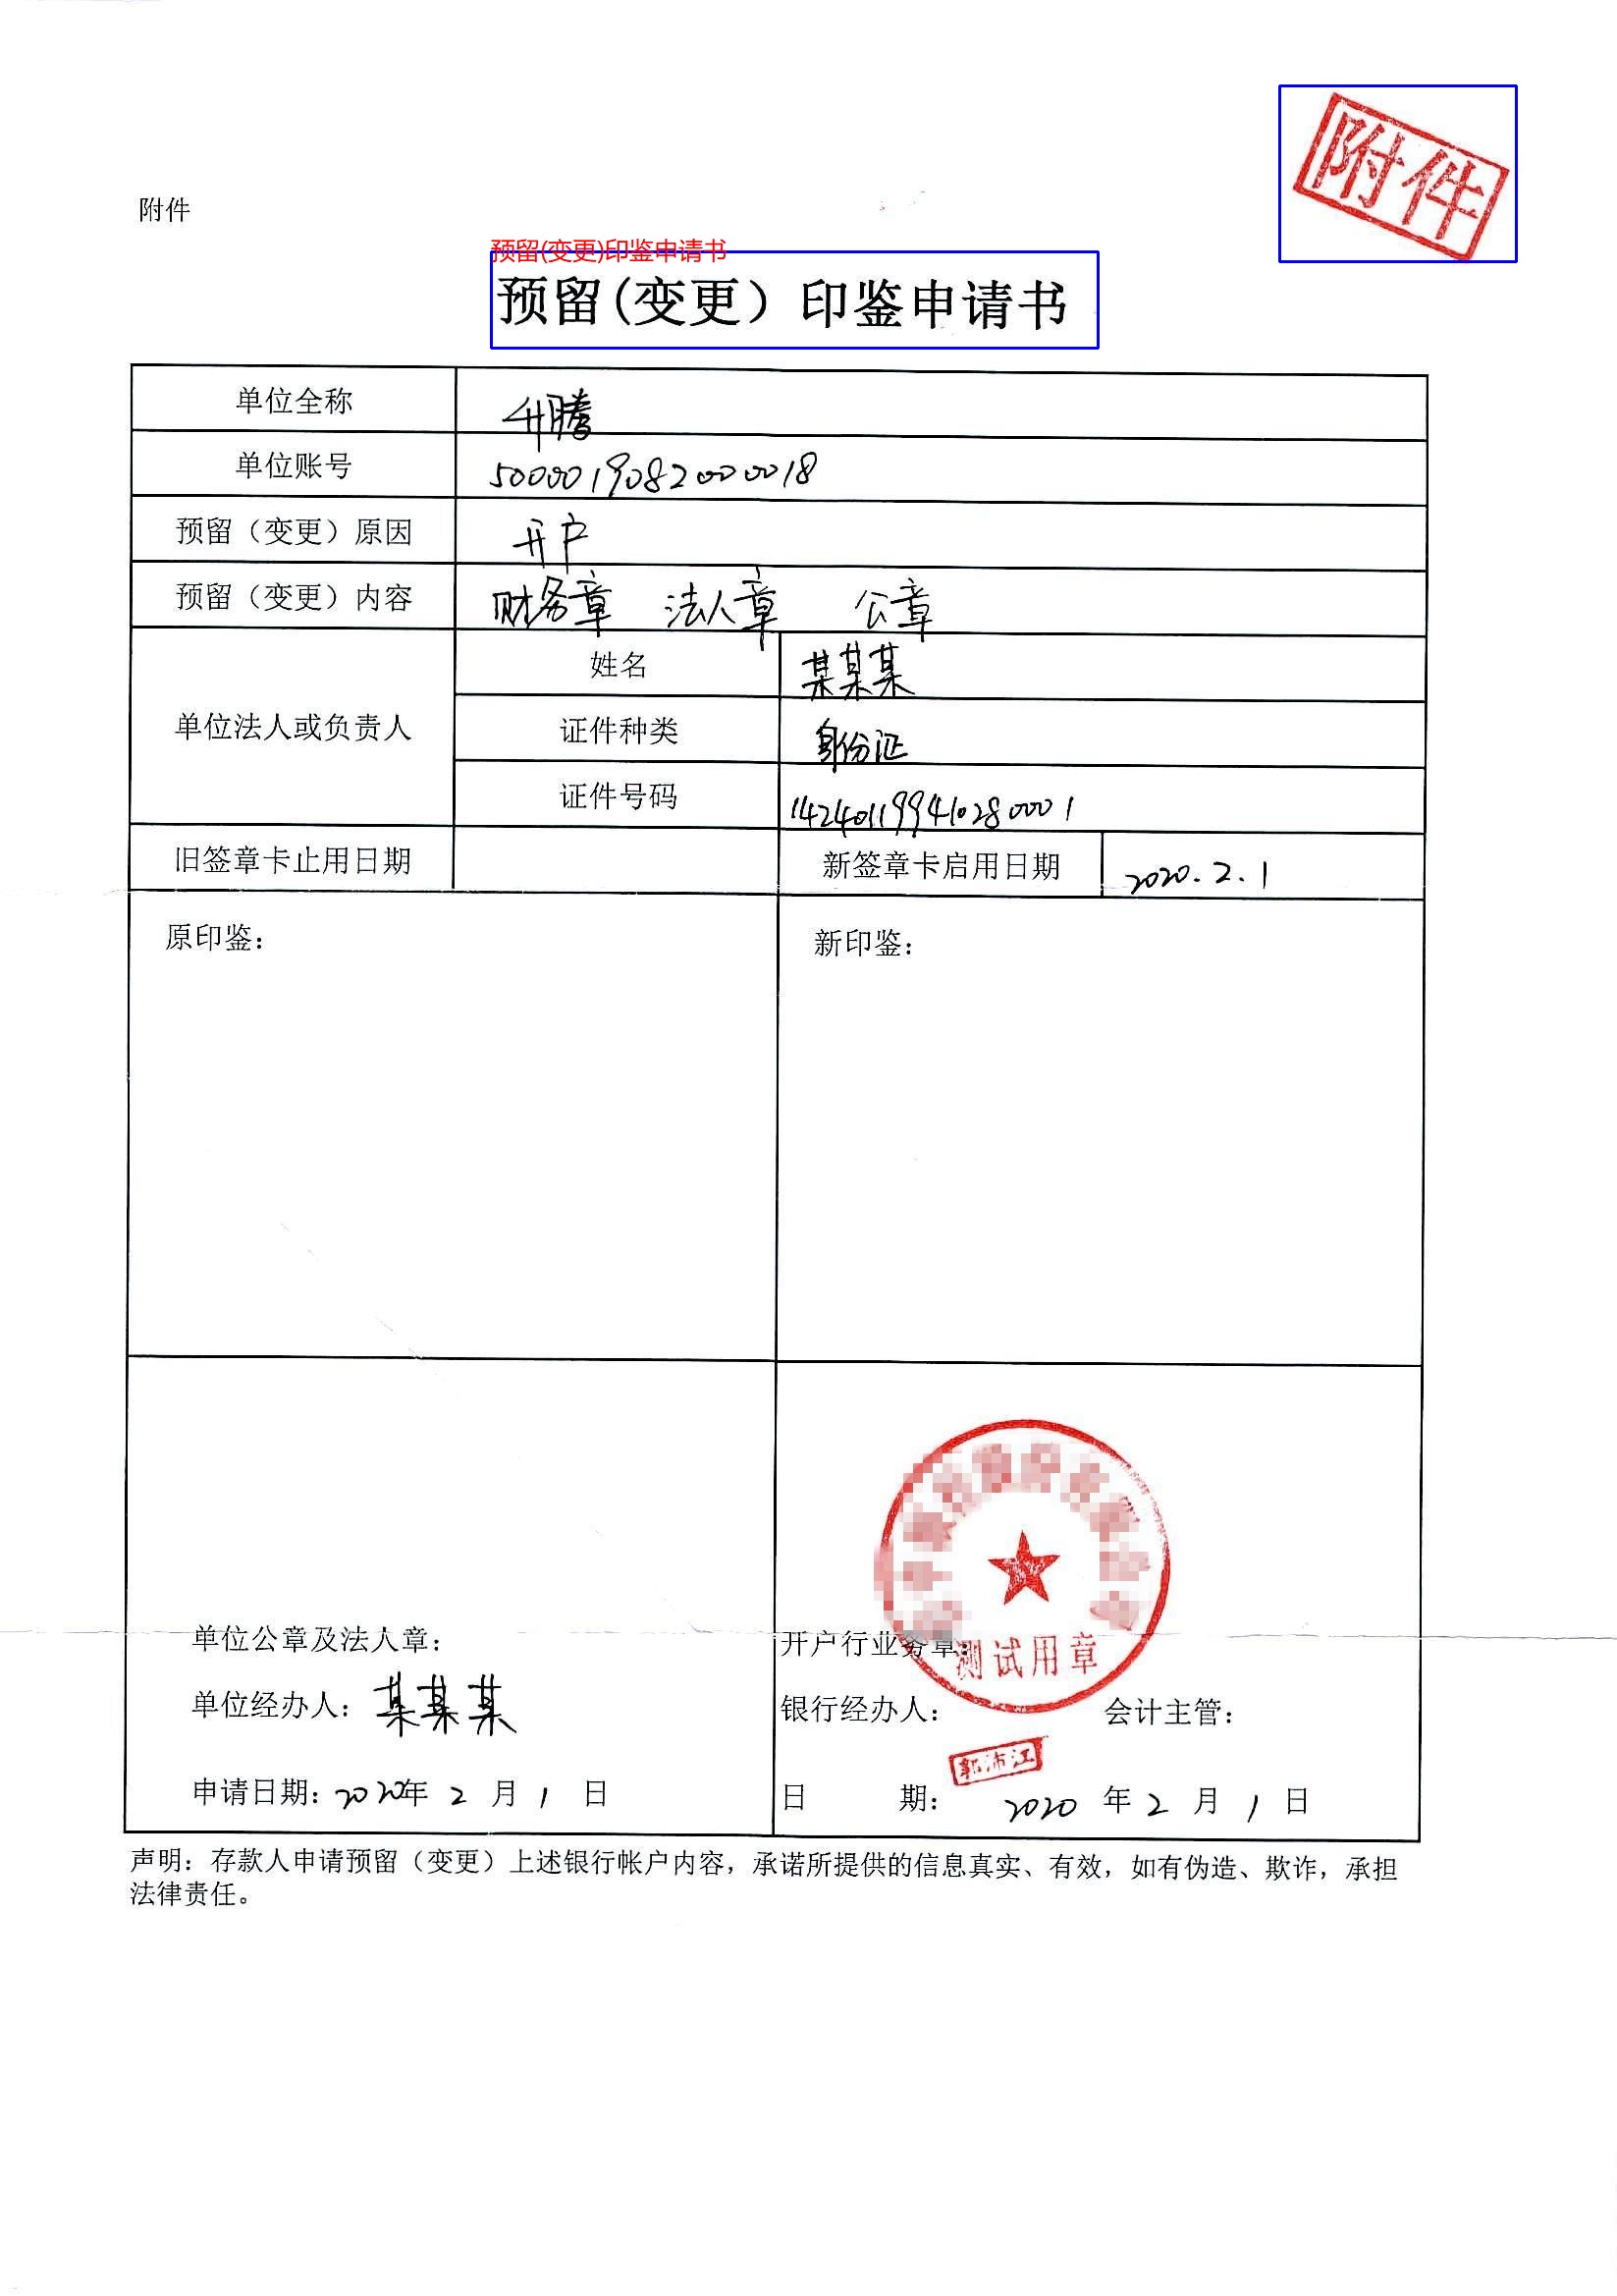 附件
附件
预留(变更)印鉴申请书
预留(变更）印鉴申请书
单位全称 升腾
单位账号 5000019082000018
预留（变更）原因 开户
预留（变更）内容 财务章 法人章 公章
单位法人或负责人
姓名 某某某
证件种类 身份证
证件号码 142401199410280001
旧签章卡止用日期 新签章卡启用日期 2020.2.1
原印鉴： 新印鉴：
测试用章
单位公章及法人章： 开户行业务章：
单位经办人：某某某 银行经办人： 会计主管：
郭沛江
申请日期：2020年2月1日 日 期： 2020年2月1日
声明：存款人申请预留（变更）上述银行帐户内容，承诺所提供的信息真实、有效，如有伪造、欺诈，承担
法律责任。